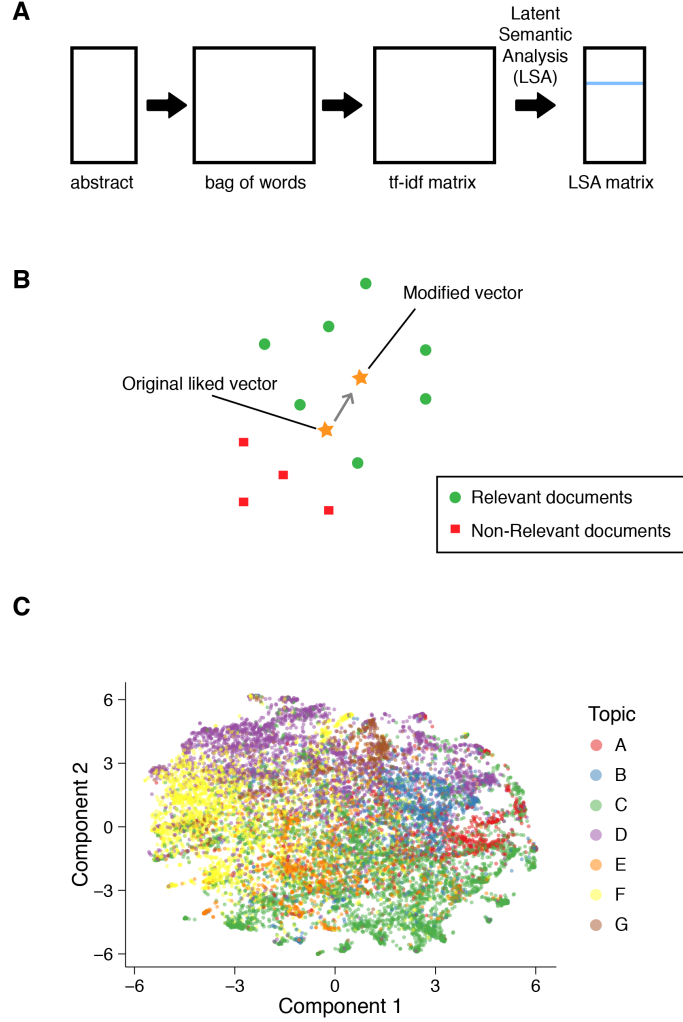 A
Latent
Semantic
Analysis
(LSA)
abstract
bag of words
tf-idf matrix
LSA matrix
B
Modified vector
Original liked vector
Relevant documents
Non-Relevant documents
C
6
3
0
−3
−6
Component 2
−6
−3
0
3
6
Component 1
Topic
A
B
C
D
E
F
G